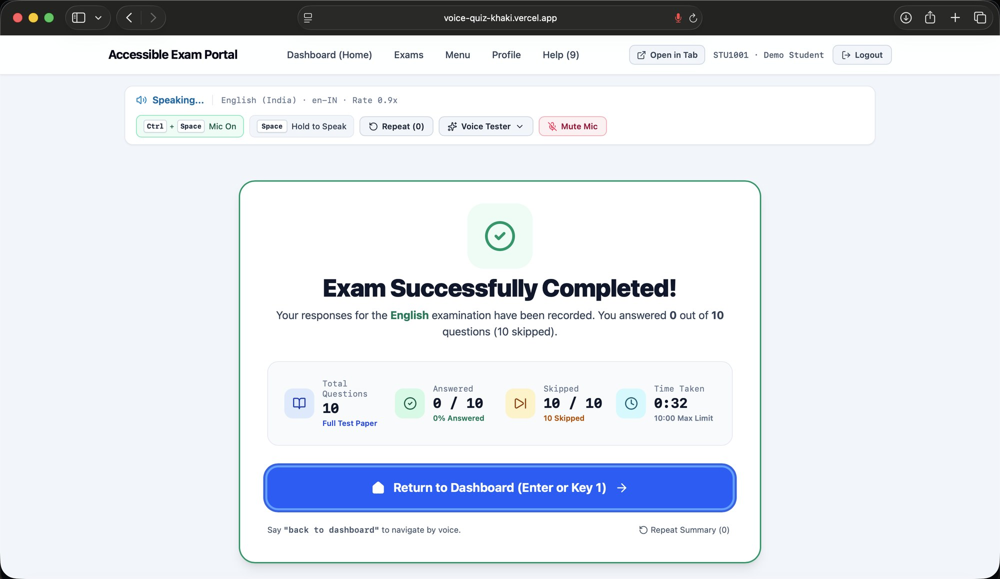 voice-quiz-khaki.vercel.app
Accessible Exam Portal
Dashboard (Home)
Exams
Menu
Profile
Help (9)
Open in Tab
STU1001 · Demo Student
Logout
Speaking...
English (India) · en-IN · Rate 0.9x
Ctrl + Space Mic On
Space Hold to Speak
Repeat (0)
Voice Tester
Mute Mic
Exam Successfully Completed!
Your responses for the English examination have been recorded. You answered 0 out of 10
questions (10 skipped).
Total
Questions
10
Full Test Paper
Answered
0 / 10
0% Answered
Skipped
10 / 10
10 Skipped
Time Taken
0:32
10:00 Max Limit
Return to Dashboard (Enter or Key 1)
Say "back to dashboard" to navigate by voice.
Repeat Summary (0)